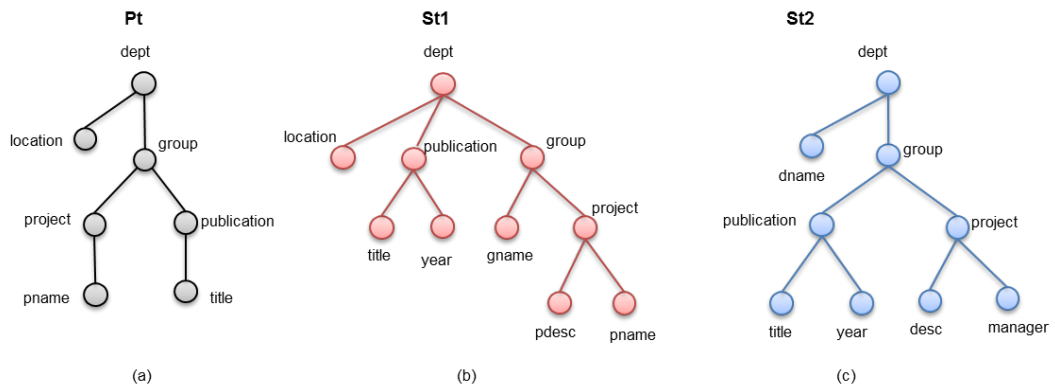 Pt
St1
St2
dept
dept
dept
location
group
location
publication
group
group
dname
project
publication
project
publication
project
pname
title
title
year
gname
pdesc
pname
title
year
desc
manager
(a)
(b)
(c)